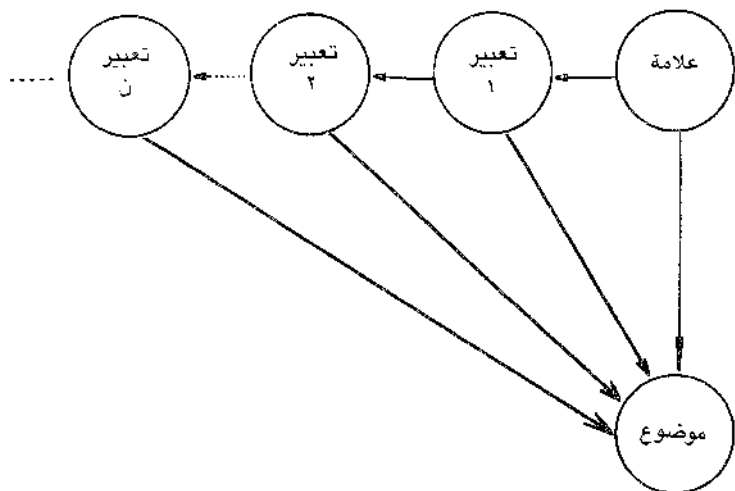 علامة
تعبير
١
تعبير
٢
تعبير
ن
موضوع